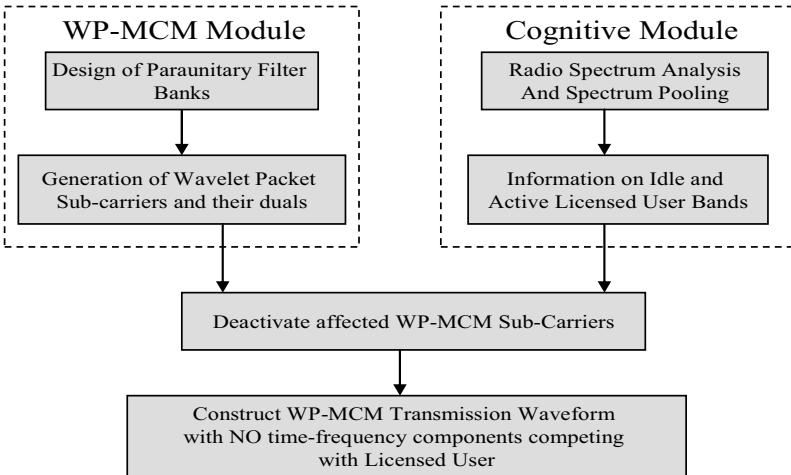 WP-MCM Module
Design of Paraunitary Filter
Banks
Generation of Wavelet Packet
Sub-carriers and their duals
Cognitive Module
Radio Spectrum Analysis
And Spectrum Pooling
Information on Idle and
Active Licensed User Bands
Deactivate affected WP-MCM Sub-Carriers
Construct WP-MCM Transmission Waveform
with NO time-frequency components competing
with Licensed User